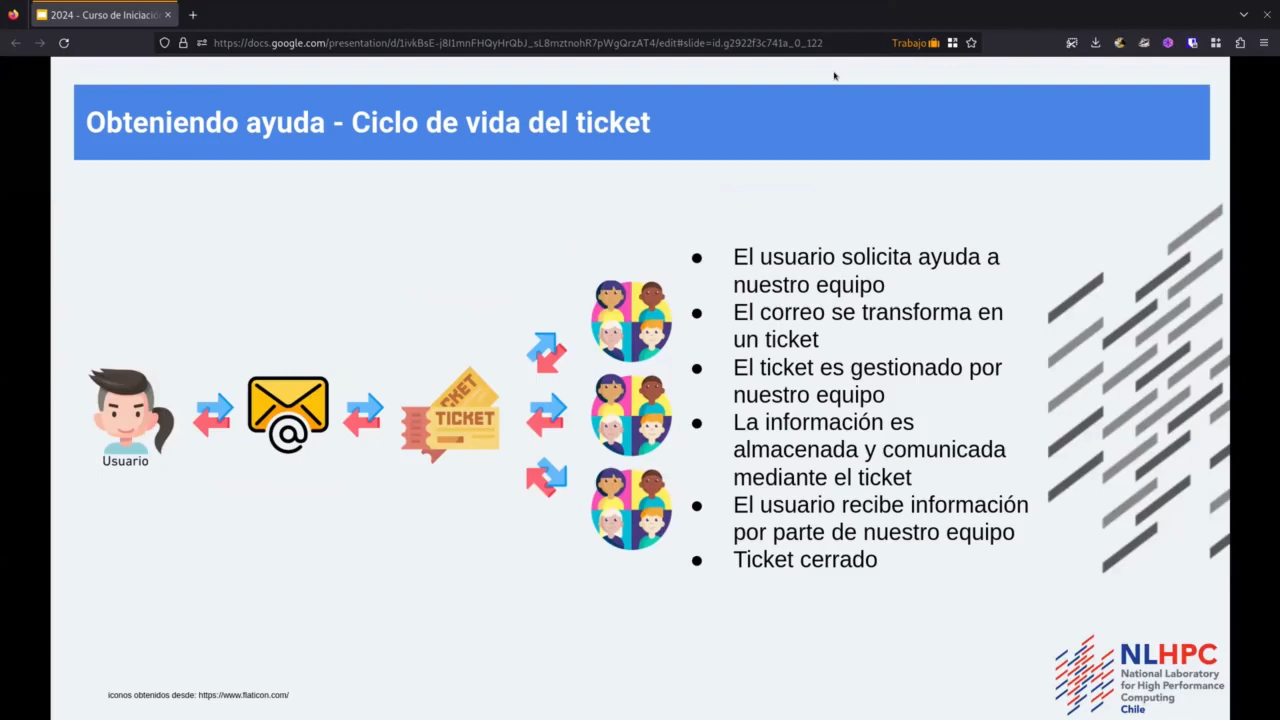 2024 - Curso de Iniciació
https://docs.google.com/presentation/d/1ivkBsE-j8I1mnFHQyHrQbJ_sL8mztnohR7pWgQrzAT4/edit#slide=id.g2922f3c741a_0_122
Trabajo
Obteniendo ayuda - Ciclo de vida del ticket
Usuario
@
CKET
TICKET
● El usuario solicita ayuda a
nuestro equipo
● El correo se transforma en
un ticket
● El ticket es gestionado por
nuestro equipo
● La información es
almacenada y comunicada
mediante el ticket
● El usuario recibe información
por parte de nuestro equipo
● Ticket cerrado
iconos obtenidos desde: https://www.flaticon.com/
NLHPC
National Laboratory
for High Performance
Computing
Chile